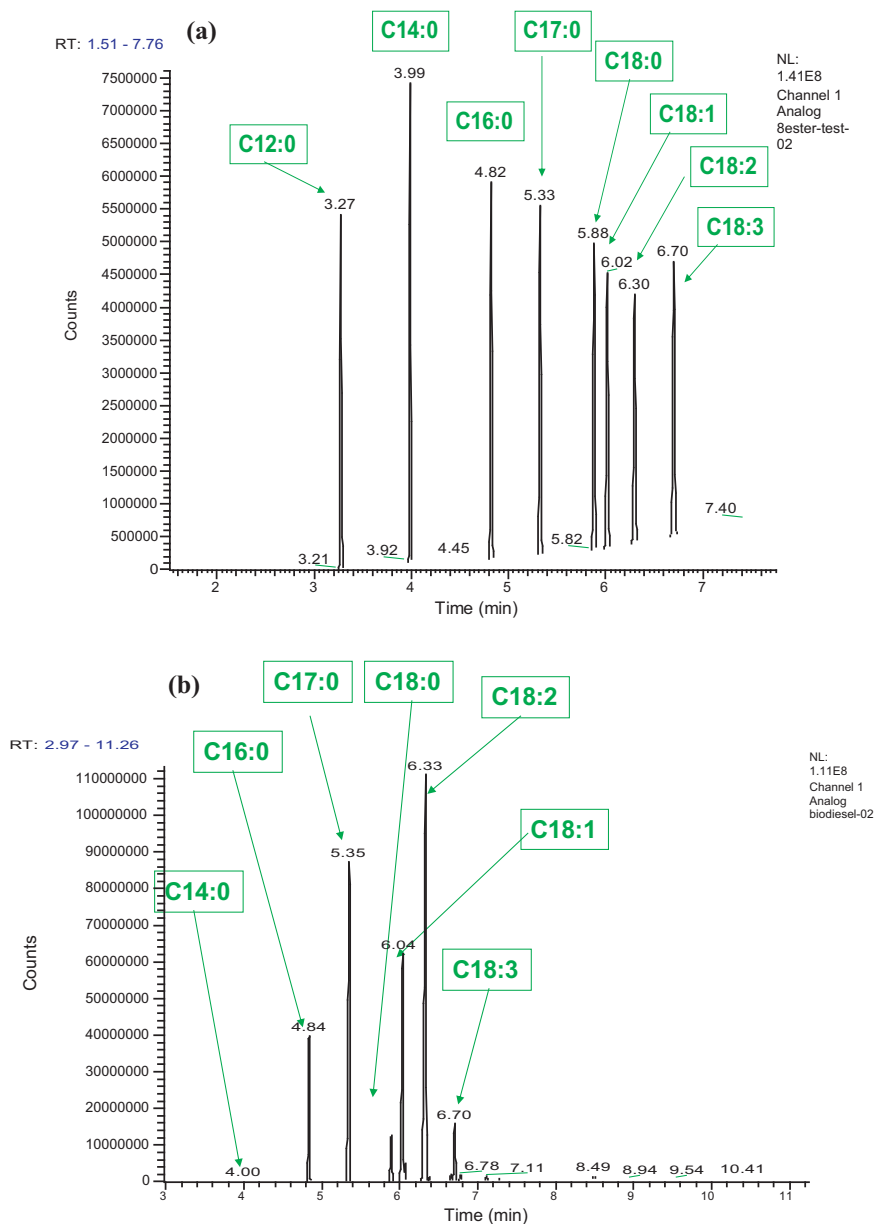 (a)
RT: 1.51 - 7.76
C14:0
C17:0
C18:0
C18:1
C18:2
C18:3
C16:0
C12:0
NL:
1.41E8
Channel 1
Analog
8ester-test-
02
3.99
4.82
5.33
3.27
5.88
6.02
6.30
6.70
7.40
3.21
3.92
4.45
5.82
7500000
7000000
6500000
6000000
5500000
5000000
4500000
4000000
3500000
3000000
2500000
2000000
1500000
1000000
500000
0
Counts
2 3 4 5 6 7
Time (min)
(b)
RT: 2.97 - 11.26
C17:0
C18:0
C18:2
C16:0
C18:1
C14:0
C18:3
NL:
1.11E8
Channel 1
Analog
biodiesel-02
6.33
5.35
6.04
4.84
6.70
4.00
6.78
7.11
8.49
8.94
9.54
10.41
110000000
100000000
90000000
80000000
70000000
60000000
50000000
40000000
30000000
20000000
10000000
0
Counts
3 4 5 6 7 8 9 10 11
Time (min)